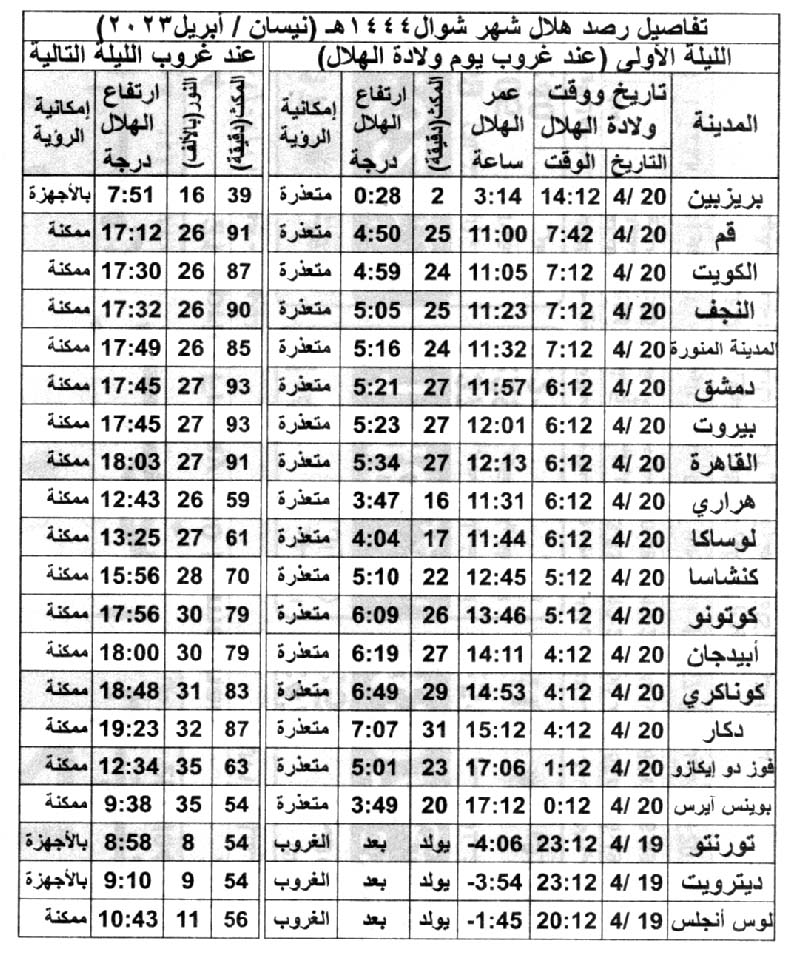 تفاصيل رصد هلال شهر شوال١٤٤٤هـ (نيسان / أبريل٢٠٢٣)
الليلة الأولى (عند غروب يوم ولادة الهلال) عند غروب الليلة التالية
المدينة تاريخ ووقت ولادة الهلال عمر الهلال ساعة المكث(دقيقة) ارتفاع الهلال درجة إمكانية الرؤية المكث(دقيقة) النور(بالألف) ارتفاع الهلال درجة إمكانية الرؤية
التاريخ الوقت
بريزبين 4/ 20 14:12 3:14 2 0:28 متعذرة 39 16 7:51 بالأجهزة
قم 4/ 20 7:42 11:00 25 4:50 متعذرة 91 26 17:12 ممكنة
الكويت 4/ 20 7:12 11:05 24 4:59 متعذرة 87 26 17:30 ممكنة
النجف 4/ 20 7:12 11:23 25 5:05 متعذرة 90 26 17:32 ممكنة
المدينة المنورة 4/ 20 7:12 11:32 24 5:16 متعذرة 85 26 17:49 ممكنة
دمشق 4/ 20 6:12 11:57 27 5:21 متعذرة 93 27 17:45 ممكنة
بيروت 4/ 20 6:12 12:01 27 5:23 متعذرة 93 27 17:45 ممكنة
القاهرة 4/ 20 6:12 12:13 27 5:34 متعذرة 91 27 18:03 ممكنة
هراري 4/ 20 6:12 11:31 16 3:47 متعذرة 59 26 12:43 ممكنة
لوساكا 4/ 20 6:12 11:44 17 4:04 متعذرة 61 27 13:25 ممكنة
كنشاسا 4/ 20 5:12 12:45 22 5:10 متعذرة 70 28 15:56 ممكنة
كوتونو 4/ 20 5:12 13:46 26 6:09 متعذرة 79 30 17:56 ممكنة
أبيدجان 4/ 20 4:12 14:11 27 6:19 متعذرة 79 30 18:00 ممكنة
كوناكري 4/ 20 4:12 14:53 29 6:49 متعذرة 83 31 18:48 ممكنة
دكار 4/ 20 4:12 15:12 31 7:07 متعذرة 87 32 19:23 ممكنة
فوز دو إيكازو 4/ 20 1:12 17:06 23 5:01 متعذرة 63 35 12:34 ممكنة
بوينس آيرس 4/ 20 0:12 17:12 20 3:49 متعذرة 54 35 9:38 ممكنة
تورنتو 4/ 19 23:12 -4:06 يولد بعد الغروب 54 8 8:58 بالأجهزة
ديترويت 4/ 19 23:12 -3:54 يولد بعد الغروب 54 9 9:10 بالأجهزة
لوس أنجلس 4/ 19 20:12 -1:45 يولد بعد الغروب 56 11 10:43 ممكنة